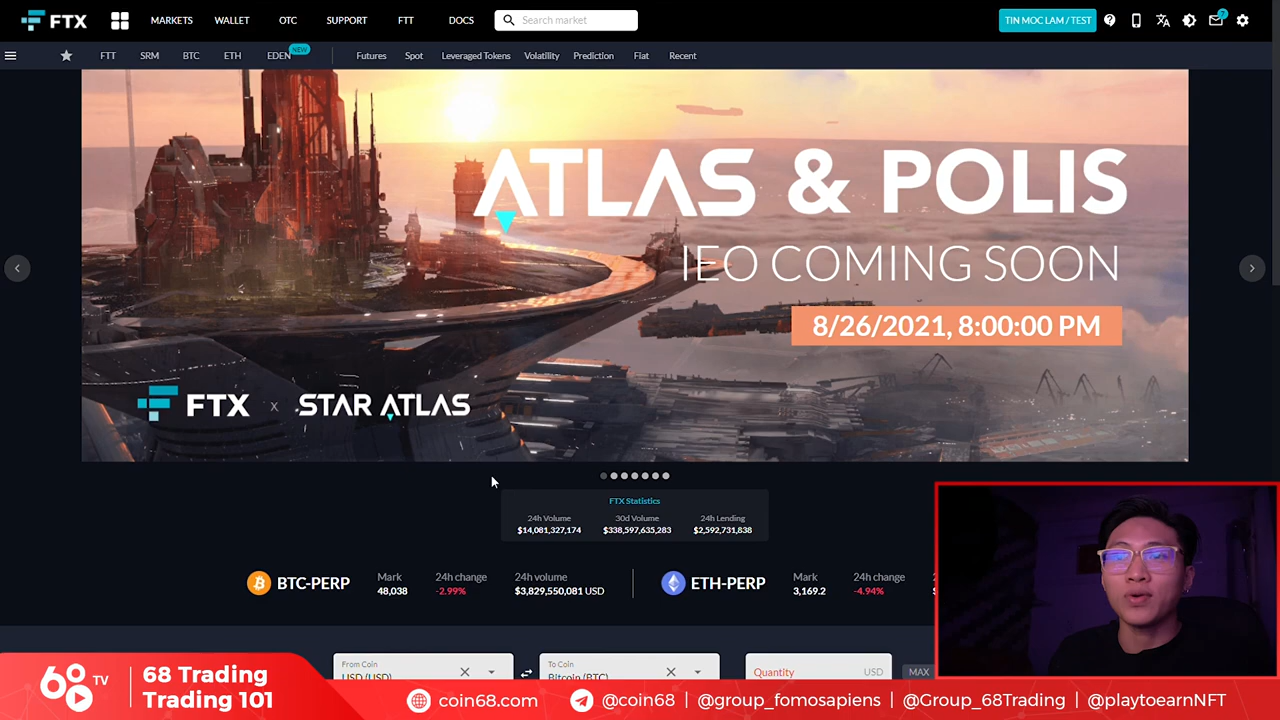 FTX
MARKETS
WALLET
OTC
SUPPORT
FTT
DOCS
Search market
TIN MOC LAM / TEST
7
FTT
SRM
BTC
ETH
EDEN
NEW
Futures
Spot
Leveraged Tokens
Volatility
Prediction
Fiat
Recent
ATLAS & POLIS
IEO COMING SOON
8/26/2021, 8:00:00 PM
FTX x STAR ATLAS
FTX Statistics
24h Volume 30d Volume 24h Lending
$14,081,327,174 $338,597,635,283 $2,592,731,838
BTC-PERP
Mark 24h change 24h volume
48,038 -2.99% $3,829,550,081 USD
ETH-PERP
Mark 24h change
3,169.2 -4.94%
From Coin
USD (USD)
To Coin
Bitcoin (BTC)
Quantity USD
MAX
68 TV
68 Trading
Trading 101
coin68.com
@coin68 | @group_fomosapiens | @Group_68Trading | @playtoearnNFT